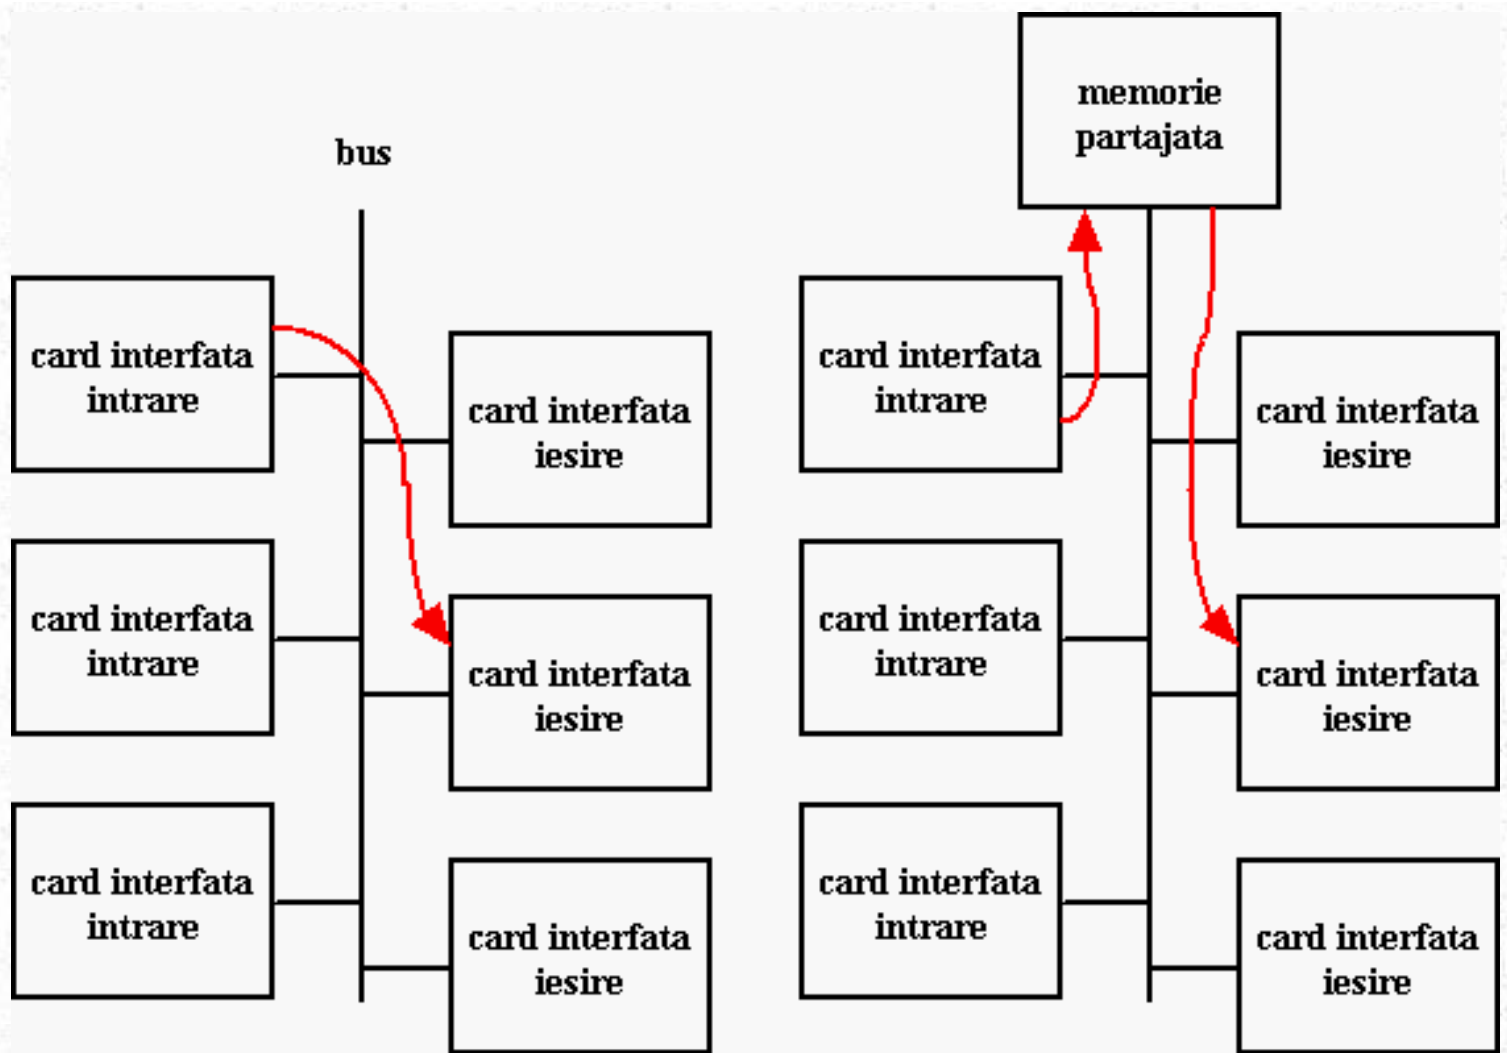 bus
card interfata
intrare
card interfata
iesire
card interfata
intrare
card interfata
iesire
card interfata
intrare
card interfata
iesire
memorie
partajata
card interfata
intrare
card interfata
iesire
card interfata
intrare
card interfata
iesire
card interfata
intrare
card interfata
iesire